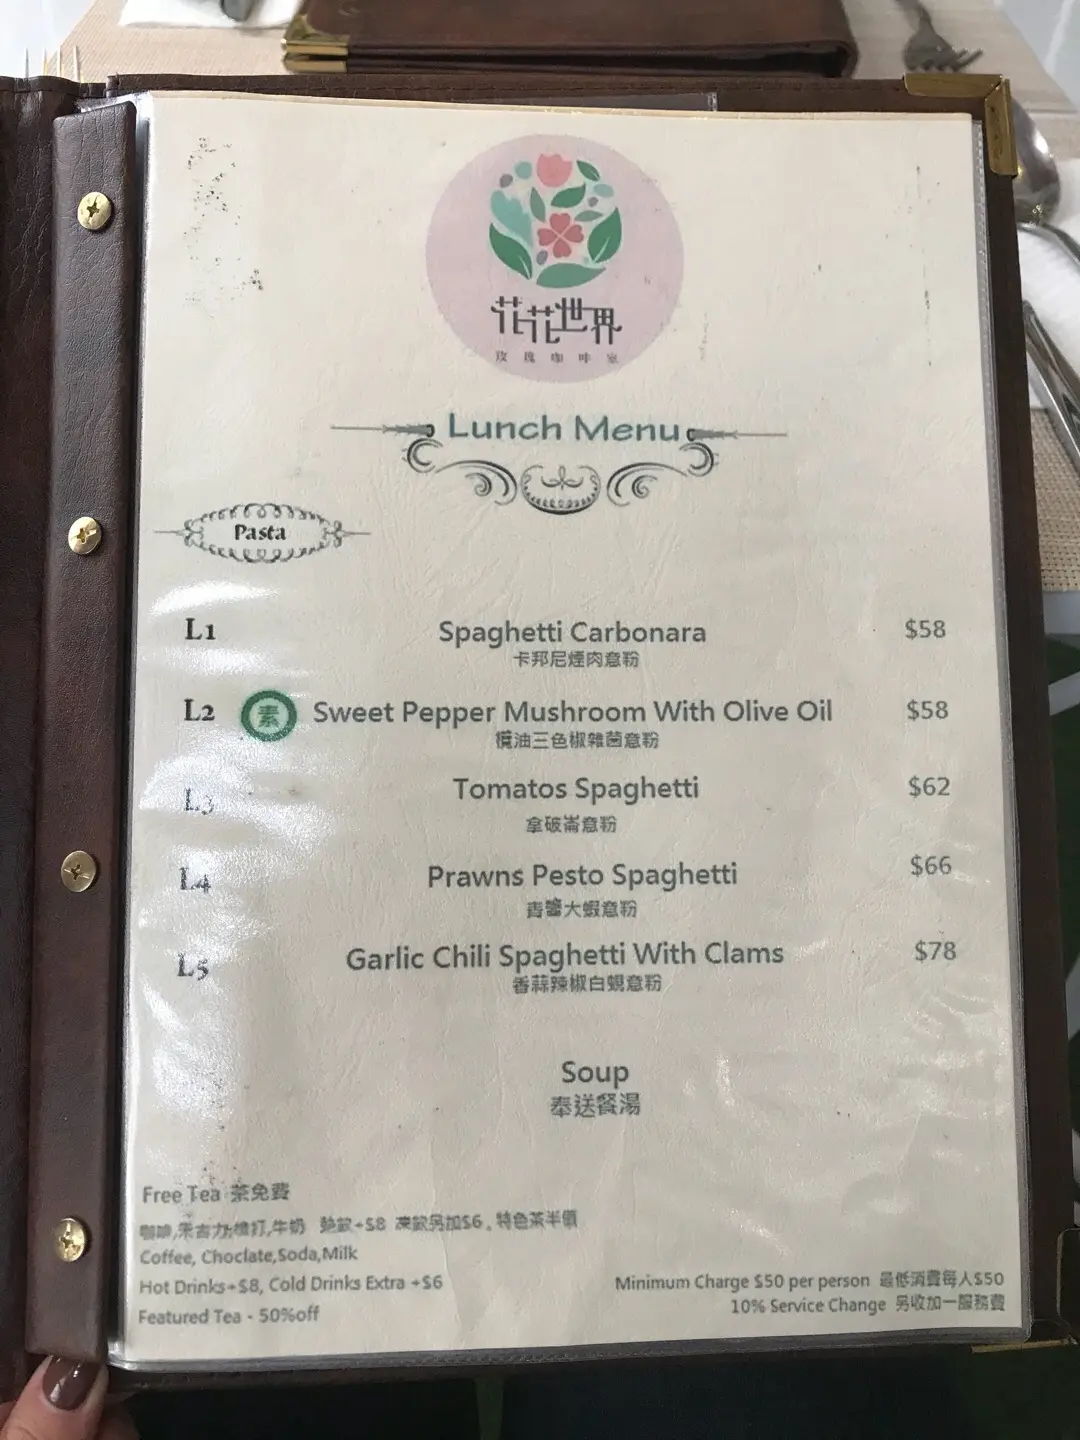 花花世界
玫瑰咖啡室
Lunch Menu
Pasta
L1 Spaghetti Carbonara $58
卡邦尼煙肉意粉
L2 素 Sweet Pepper Mushroom With Olive Oil $58
欖油三色椒雜菌意粉
L3 Tomatos Spaghetti $62
拿破崙意粉
L4 Prawns Pesto Spaghetti $66
青醬大蝦意粉
L5 Garlic Chili Spaghetti With Clams $78
香蒜辣椒白蜆意粉
Soup
奉送餐湯
Free Tea 茶免費
咖啡,朱古力,梳打,牛奶 熱飲+$8 凍飲另加$6。特色茶半價
Coffee, Choclate,Soda,Milk
Hot Drinks+$8, Cold Drinks Extra +$6
Featured Tea - 50%off
Minimum Charge $50 per person 最低消費每人$50
10% Service Change 另收加一服務費